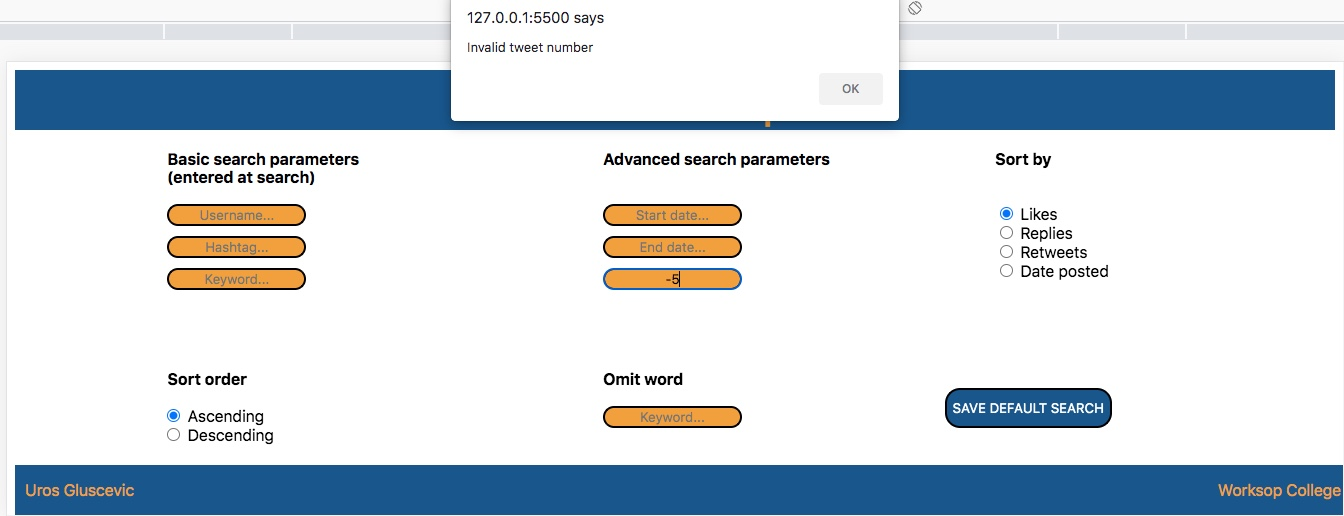 127.0.0.1:5500 says
Invalid tweet number
OK
Basic search parameters
(entered at search)
Username...
Hashtag...
Keyword...
Advanced search parameters
Start date...
End date...
-5
Sort by
Likes
Replies
Retweets
Date posted
Sort order
Ascending
Descending
Omit word
Keyword...
SAVE DEFAULT SEARCH
Uros Gluscevic
Worksop College